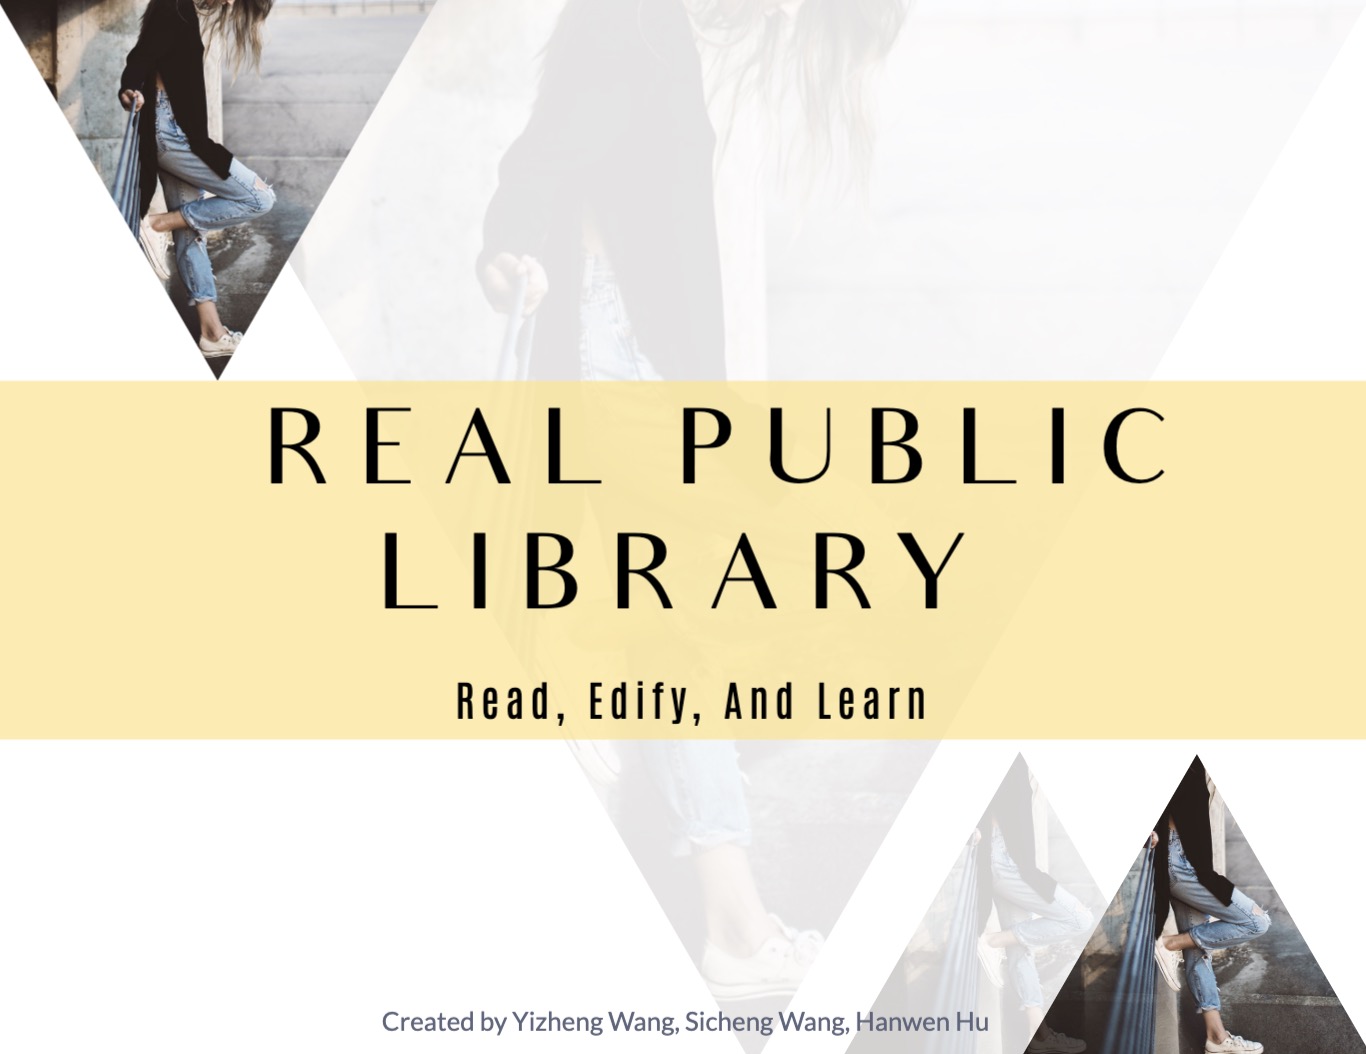 REAL PUBLIC
LIBRARY
Read, Edify, And Learn
Created by Yizheng Wang, Sicheng Wang, Hanwen Hu